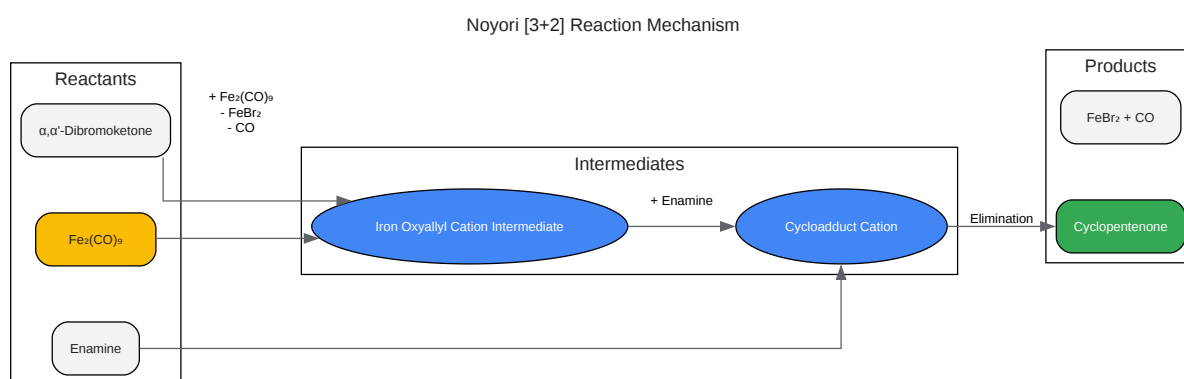 Noyori [3+2] Reaction Mechanism
Reactants
α,α'-Dibromoketone
Fe₂(CO)₉
Enamine
+ Fe₂(CO)₉
- FeBr₂
- CO
Intermediates
Iron Oxyallyl Cation Intermediate
+ Enamine
Cycloadduct Cation
Elimination
Products
FeBr₂ + CO
Cyclopentenone